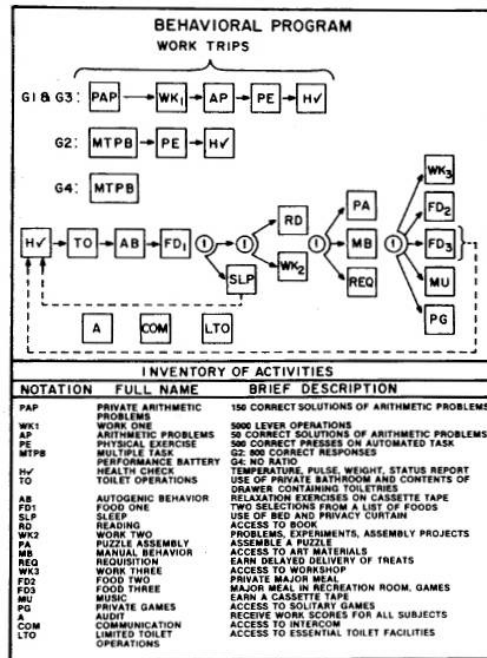 BEHAVIORAL PROGRAM
WORK TRIPS
G1 & G3: PAP WK1 AP PE H✓
G2: MTPB PE H✓
G4: MTPB
H✓ TO AB FD1 1 1 1 1
SLP
RD
WK2
PA
MB
REQ
WK3
FD2
FD3
MU
PG
A COM LTO
INVENTORY OF ACTIVITIES
NOTATION FULL NAME BRIEF DESCRIPTION
PAP PRIVATE ARITHMETIC PROBLEMS 150 CORRECT SOLUTIONS OF ARITHMETIC PROBLEMS
WK1 WORK ONE 5000 LEVER OPERATIONS
AP ARITHMETIC PROBLEMS 50 CORRECT SOLUTIONS OF ARITHMETIC PROBLEMS
PE PHYSICAL EXERCISE 500 CORRECT PRESSES ON AUTOMATED TASK
MTPB MULTIPLE TASK G2: 800 CORRECT RESPONSES
PERFORMANCE BATTERY G4: NO RATIO
H✓ HEALTH CHECK TEMPERATURE, PULSE, WEIGHT, STATUS REPORT
TO TOILET OPERATIONS USE OF PRIVATE BATHROOM AND CONTENTS OF
DRAWER CONTAINING TOILETRIES
AB AUTOGENIC BEHAVIOR RELAXATION EXERCISES ON CASSETTE TAPE
FD1 FOOD ONE TWO SELECTIONS FROM A LIST OF FOODS
SLP SLEEP USE OF BED AND PRIVACY CURTAIN
RD READING ACCESS TO BOOK
WK2 WORK TWO PROBLEMS, EXPERIMENTS, ASSEMBLY PROJECTS
PA PUZZLE ASSEMBLY ASSEMBLE A PUZZLE
MB MANUAL BEHAVIOR ACCESS TO ART MATERIALS
REQ REQUISITION EARN DELAYED DELIVERY OF TREATS
WK3 WORK THREE ACCESS TO WORKSHOP
FD2 FOOD TWO PRIVATE MAJOR MEAL
FD3 FOOD THREE MAJOR MEAL IN RECREATION ROOM, GAMES
MU MUSIC EARN A CASSETTE TAPE
PG PRIVATE GAMES ACCESS TO SOLITARY GAMES
A AUDIT RECEIVE WORK SCORES FOR ALL SUBJECTS
COM COMMUNICATION ACCESS TO INTERCOM
LTO LIMITED TOILET ACCESS TO ESSENTIAL TOILET FACILITIES
OPERATIONS